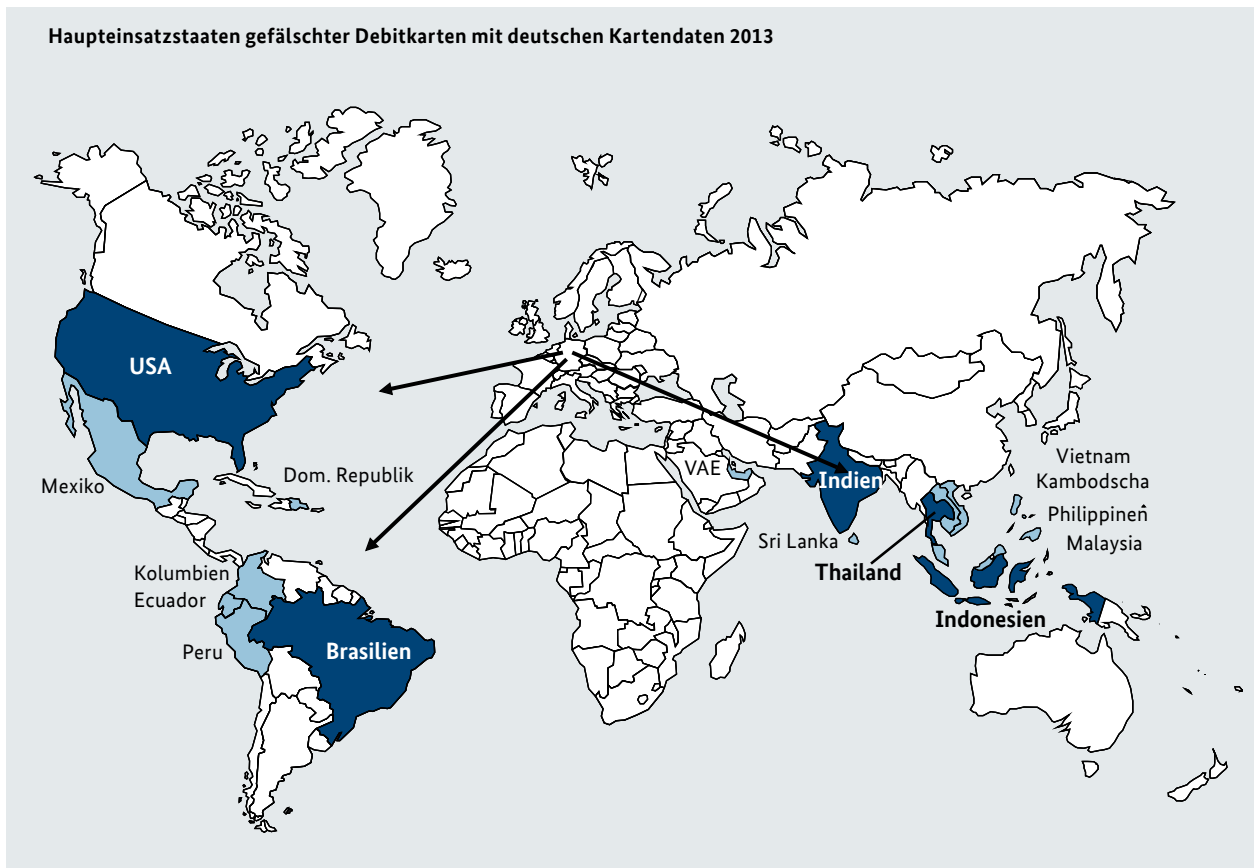 Haupteinsatzstaaten gefälschter Debitkarten mit deutschen Kartendaten 2013
USA
Mexiko
Dom. Republik
Kolumbien
Ecuador
Peru
Brasilien
VAE
Indien
Sri Lanka
Thailand
Vietnam
Kambodscha
Philippinen
Malaysia
Indonesien